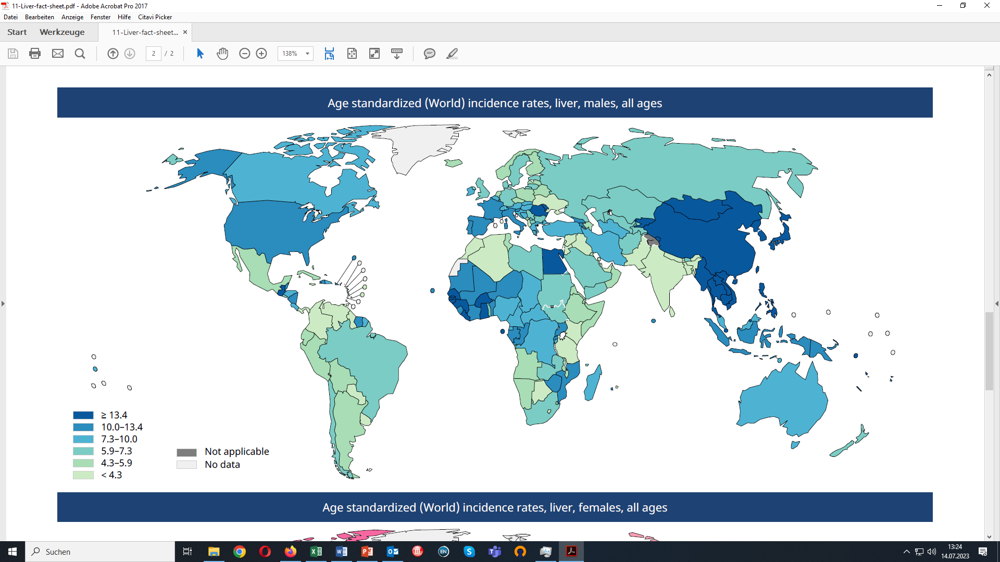 11-Liver-fact-sheet.pdf - Adobe Acrobat Pro 2017
Datei Bearbeiten Anzeige Fenster Hilfe Citavi Picker
Start Werkzeuge 11-Liver-fact-sheet... ×
2 / 2 138%
Age standardized (World) incidence rates, liver, males, all ages
≥ 13.4
10.0–13.4
7.3–10.0
5.9–7.3
4.3–5.9
< 4.3
Not applicable
No data
Age standardized (World) incidence rates, liver, females, all ages
Suchen
EN
13:24
14.07.2023